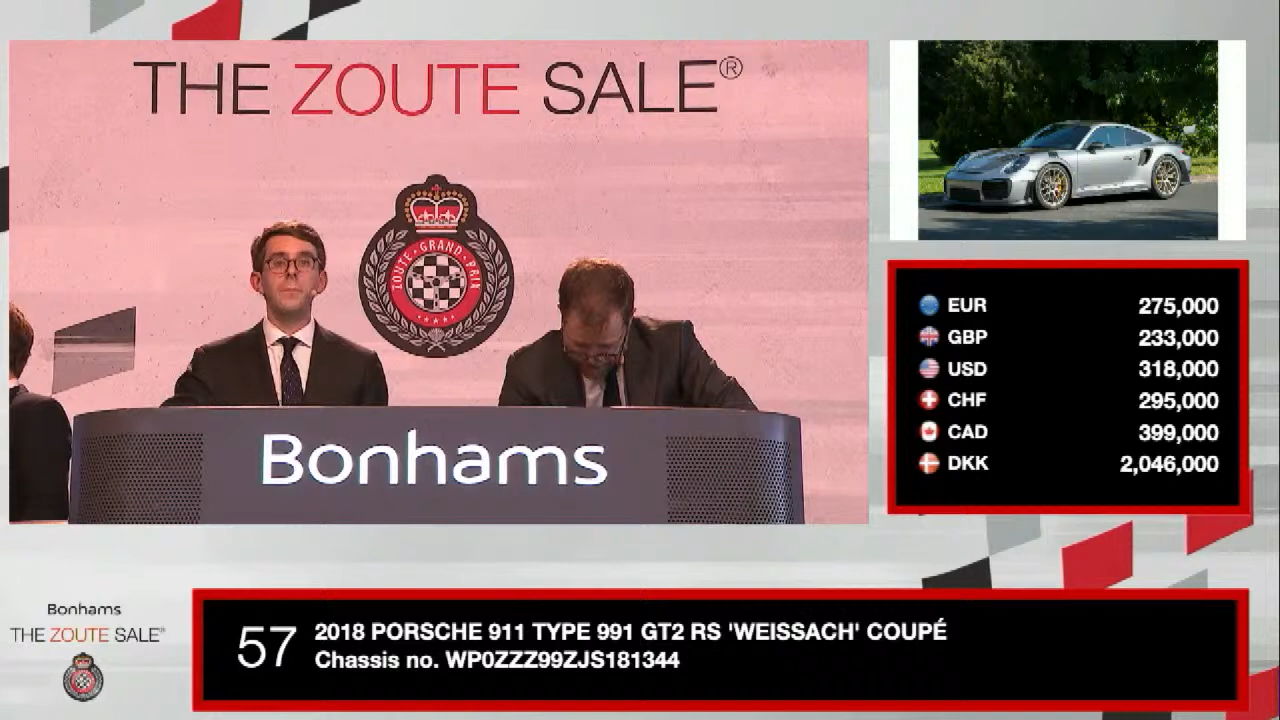 THE ZOUTE SALE®
ZOUTE · GRAND · PRIX
Bonhams
EUR 275,000
GBP 233,000
USD 318,000
CHF 295,000
CAD 399,000
DKK 2,046,000
Bonhams
THE ZOUTE SALE®
57
2018 PORSCHE 911 TYPE 991 GT2 RS 'WEISSACH' COUPÉ
Chassis no. WP0ZZZ99ZJS181344